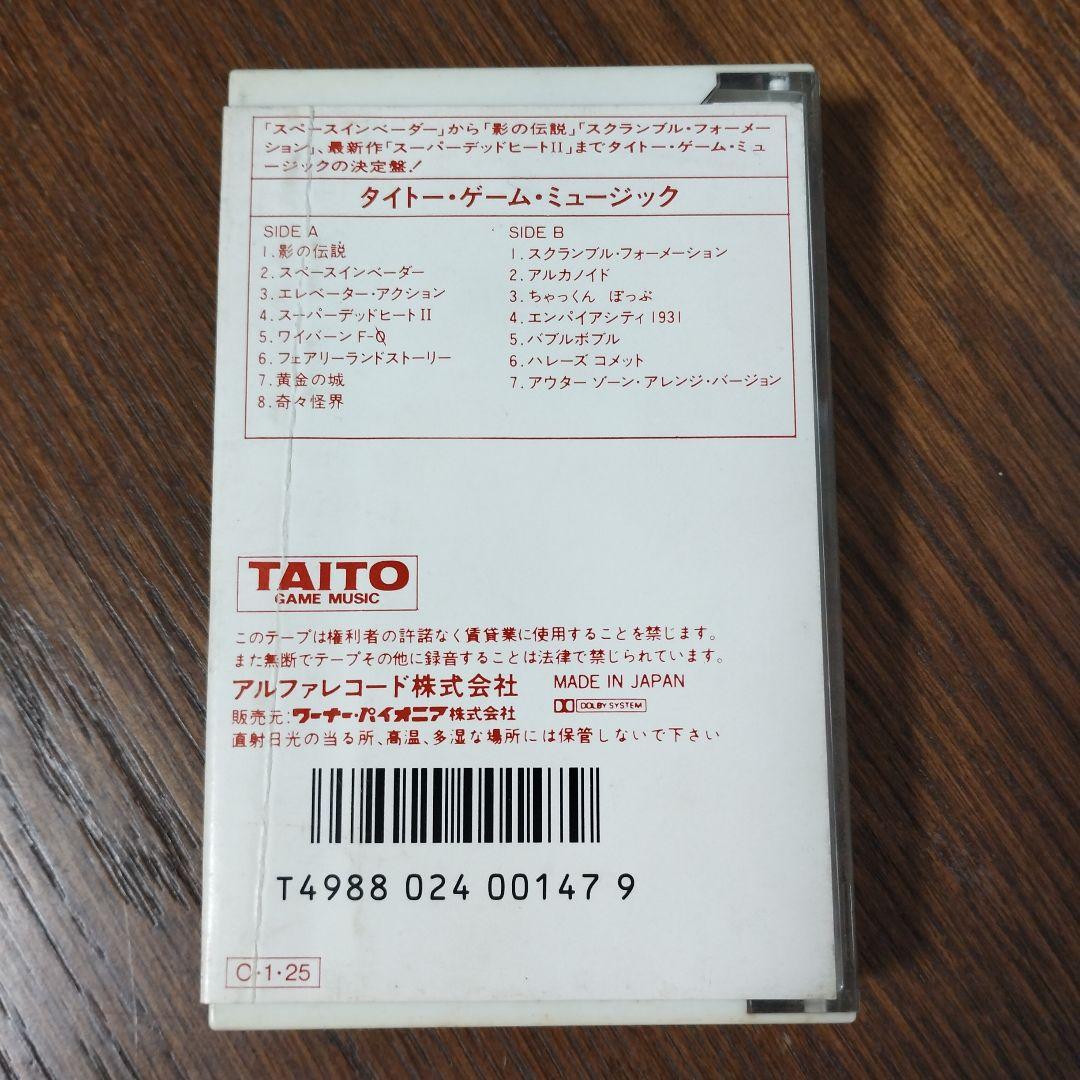 「スペースインベーダー」から「影の伝説」「スクランブル・フォーメー
ション」、最新作「スーパーデッドヒートII」までタイトー・ゲーム・ミュ
ージックの決定盤!
タイトー・ゲーム・ミュージック
SIDE A
1.影の伝説
2.スペースインベーダー
3.エレベーター・アクション
4.スーパーデッドヒートII
5.ワイバーン F-0
6.フェアリーランドストーリー
7.黄金の城
8.奇々怪界
SIDE B
1.スクランブル・フォーメーション
2.アルカノイド
3.ちゃっくん ぽっぷ
4.エンパイアシティ1931
5.バブルボブル
6.ハレーズ コメット
7.アウター ゾーン・アレンジ・バージョン
TAITO
GAME MUSIC
このテープは権利者の許諾なく賃貸業に使用することを禁じます。
また無断でテープその他に録音することは法律で禁じられています。
アルファレコード株式会社 MADE IN JAPAN
販売元:ワーナー・パイオニア株式会社 DOLBY SYSTEM
直射日光の当る所、高温、多湿な場所には保管しないで下さい
T4988 024 00147 9
O・1・25